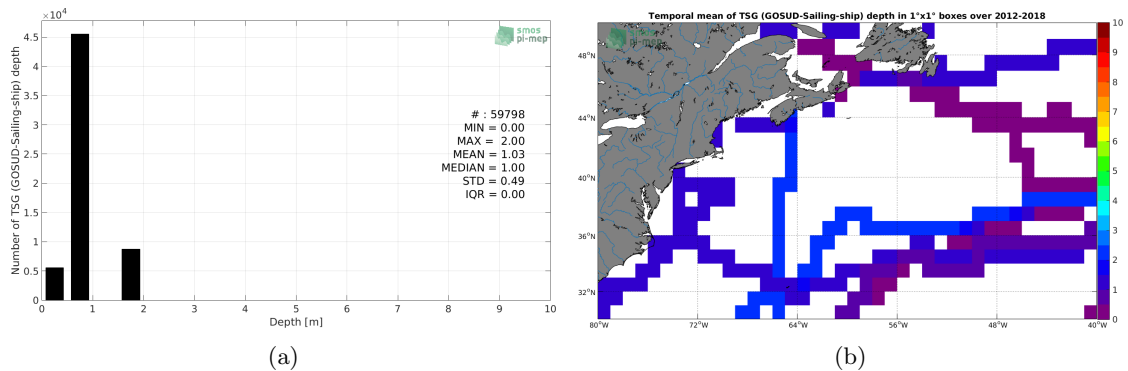 ×10⁴
4.5
4
3.5
3
2.5
2
1.5
1
0.5
0
Number of TSG (GOSUD-Sailing-ship) depth
0 1 2 3 4 5 6 7 8 9 10
Depth [m]
smos
pi-mep
# : 59798
MIN = 0.00
MAX = 2.00
MEAN = 1.03
MEDIAN = 1.00
STD = 0.49
IQR = 0.00
(a)
Temporal mean of TSG (GOSUD-Sailing-ship) depth in 1°x1° boxes over 2012-2018
smos
pi-mep
48°N
44°N
40°N
36°N
32°N
80°W 72°W 64°W 56°W 48°W 40°W
10
9
8
7
6
5
4
3
2
1
0
(b)